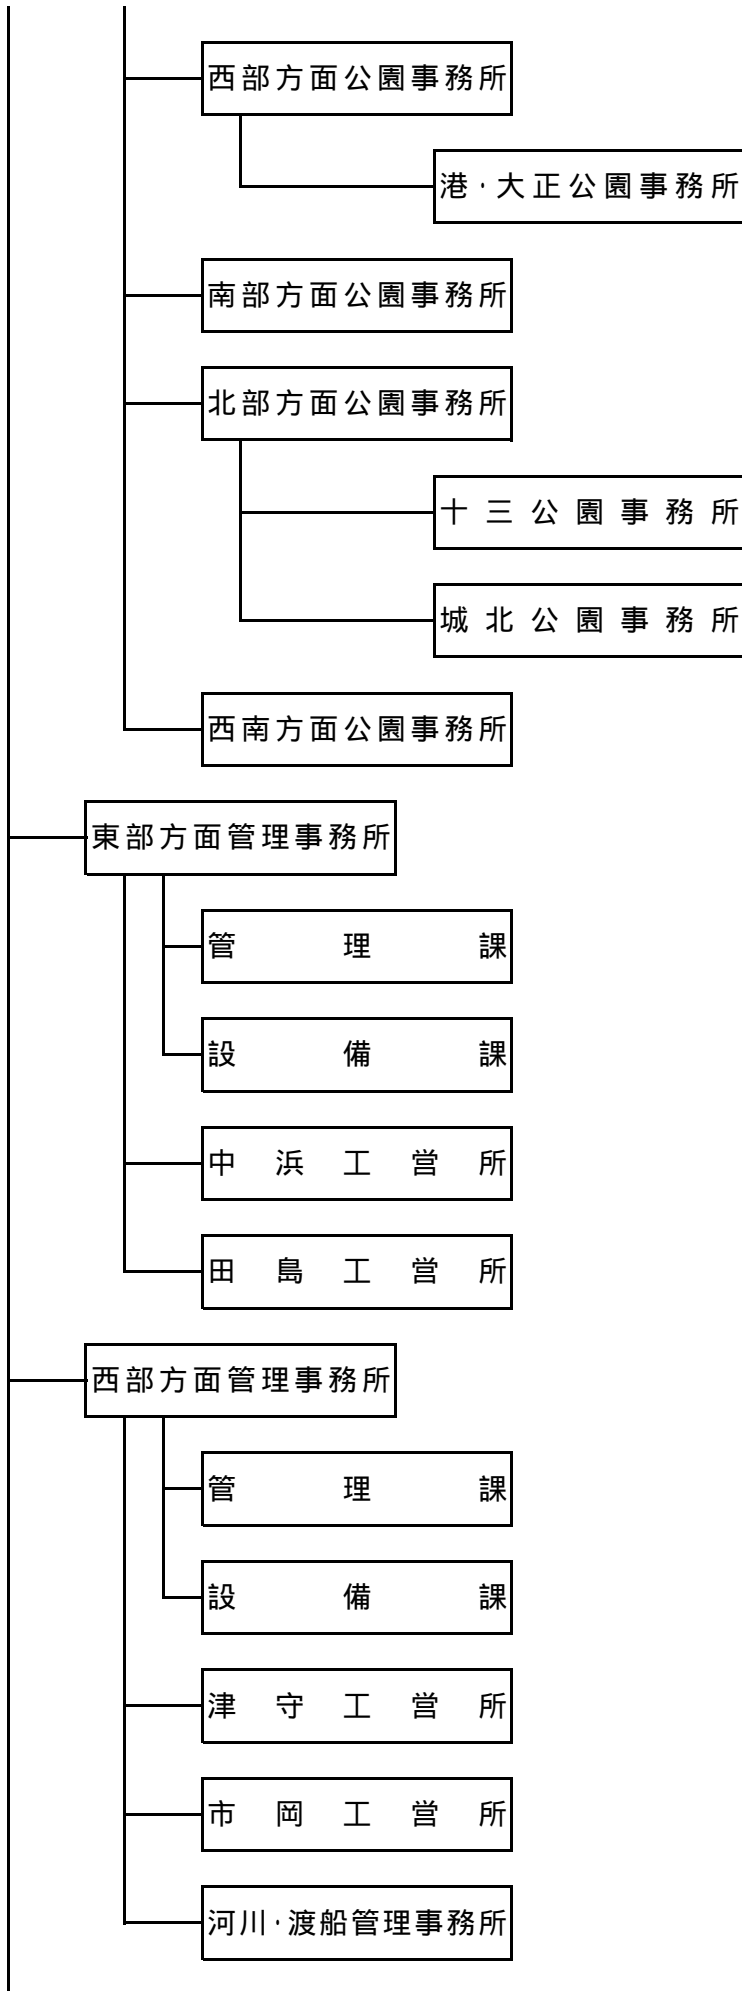 西部方面公園事務所
港・大正公園事務所
南部方面公園事務所
北部方面公園事務所
十三公園事務所
城北公園事務所
西南方面公園事務所
東部方面管理事務所
管理課
設備課
中浜工営所
田島工営所
西部方面管理事務所
管理課
設備課
津守工営所
市岡工営所
河川・渡船管理事務所